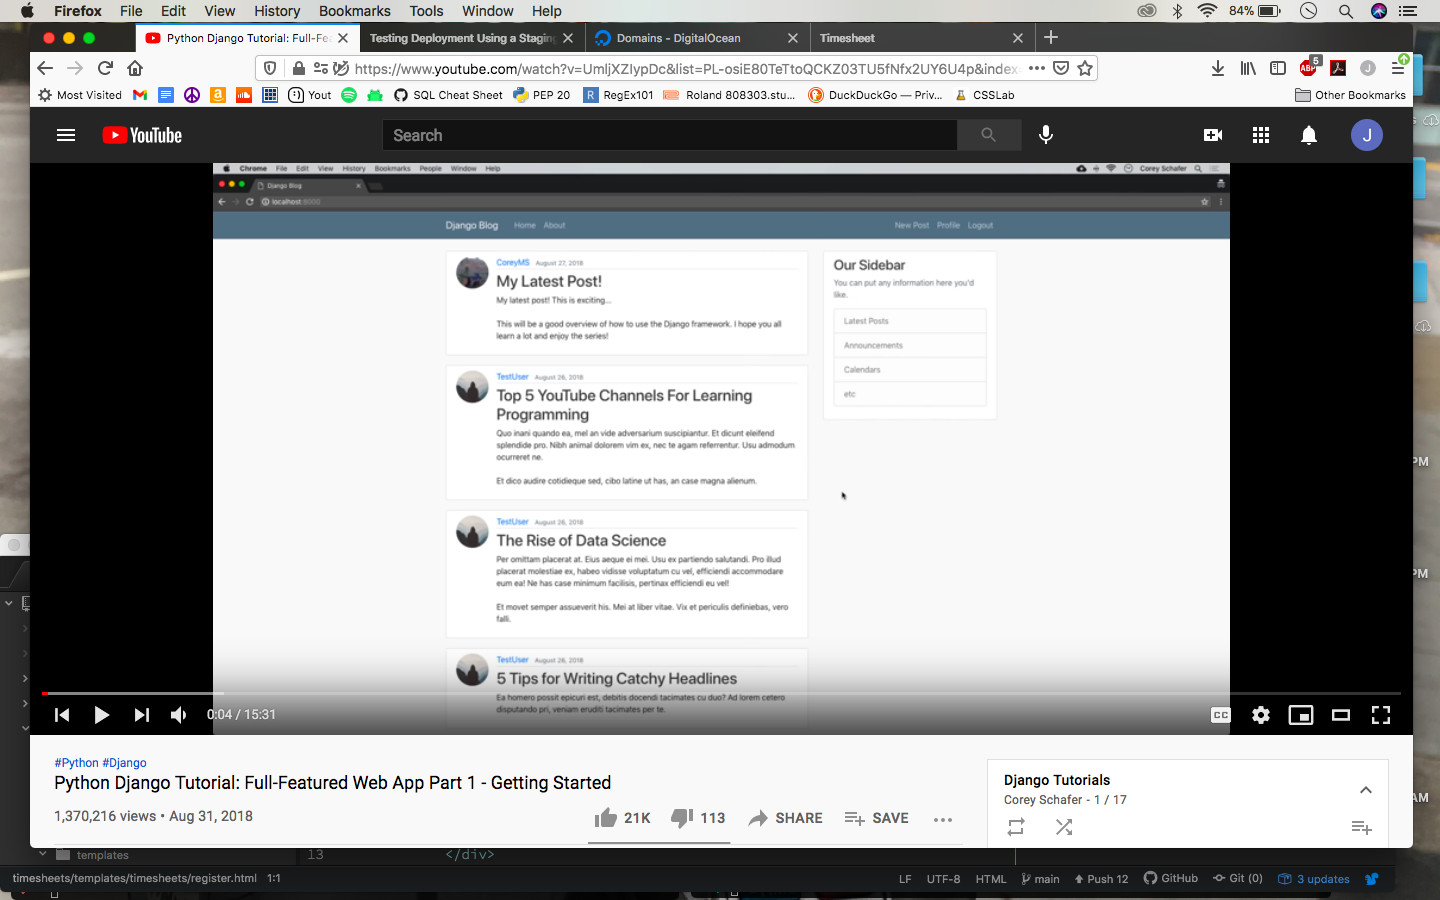 Firefox File Edit View History Bookmarks Tools Window Help 84%
Python Django Tutorial: Full-Fe
Testing Deployment Using a Staging
Domains - DigitalOcean
Timesheet
https://www.youtube.com/watch?v=UmljXZIypDc&list=PL-osiE80TeTtoQCKZ03TU5fNfx2UY6U4p&index
ABP 5 J
Most Visited Yout SQL Cheat Sheet PEP 20 R RegEx101 Roland 808303.stu... DuckDuckGo — Priv... CSSLab Other Bookmarks
YouTube
Search
J
Chrome File Edit View History Bookmarks People Window Help Corey Schafer
Django Blog
localhost:8000
Django Blog Home About New Post Profile Logout
CoreyMS August 27, 2018
My Latest Post!
My latest post! This is exciting...
This will be a good overview of how to use the Django framework. I hope you all
learn a lot and enjoy the series!
Our Sidebar
You can put any information here you'd
like.
Latest Posts
Announcements
Calendars
etc
TestUser August 26, 2018
Top 5 YouTube Channels For Learning
Programming
Quo inani quando ea, mel an vide adversarium suscipiantur. Et dicunt eleifend
splendide pro. Nibh animal dolorem vim ex, nec te agam referrentur. Usu admodum
ocurreret ne.
Et dico audire cotidieque sed, cibo latine ut has, an case magna alienum.
TestUser August 26, 2018
The Rise of Data Science
Per omittam placerat at. Eius aeque ei mei. Usu ex partiendo salutandi. Pro illud
placerat molestiae ex, habeo vidisse voluptatum cu vel, efficiendi accommodare
eum ea! Ne has case minimum facilisis, pertinax efficiendi eu vel!
Et movet semper assueverit his. Mei at liber vitae. Vix et periculis definiebas, vero
falli.
TestUser August 26, 2018
5 Tips for Writing Catchy Headlines
Ea homero possit epicuri est, debitis docendi tacimates cu duo? Ad lorem cetero
disputando pri, veniam eruditi tacimates per te.
0:04 / 15:31
CC
#Python #Django
Python Django Tutorial: Full-Featured Web App Part 1 - Getting Started
1,370,216 views • Aug 31, 2018
21K 113 SHARE SAVE
Django Tutorials
Corey Schafer - 1 / 17
PM
PM
AM
templates
13 </div>
timesheets/templates/timesheets/register.html 1:1
LF UTF-8 HTML main Push 12 GitHub Git (0) 3 updates